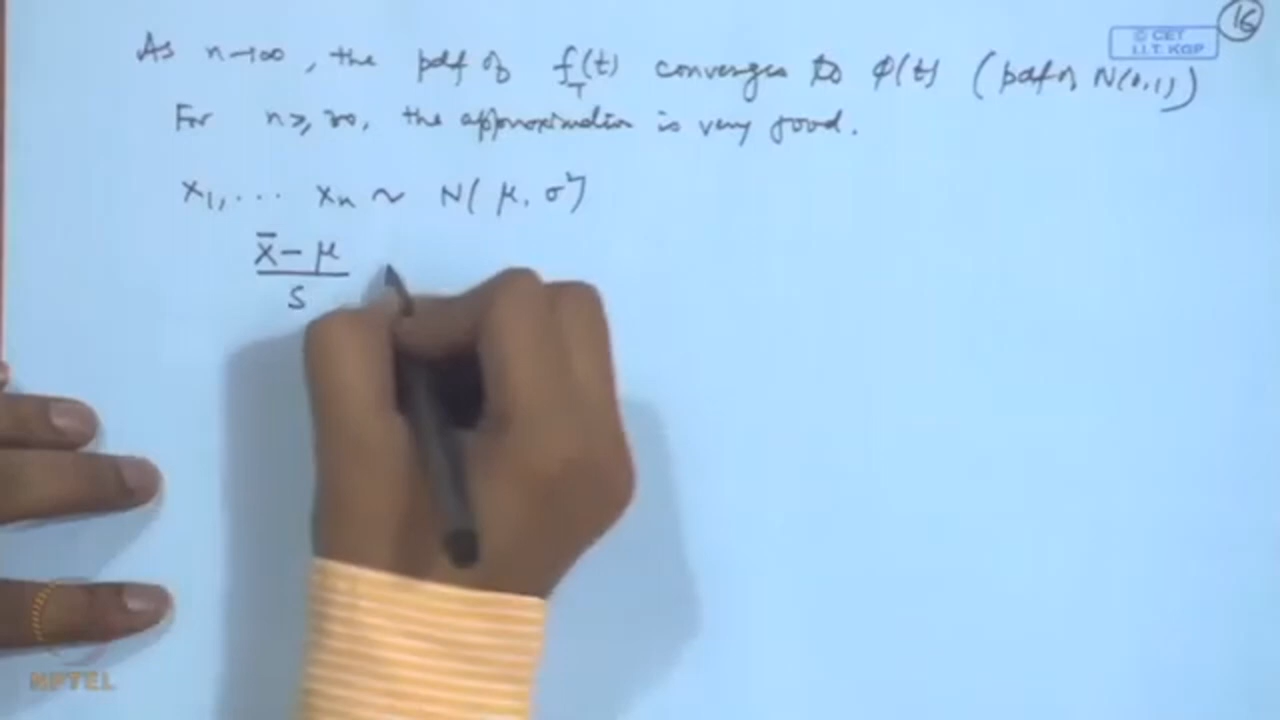 16
© CET
I.I.T. KGP
As n→∞, the pdf of f_T(t) converges to φ(t) (pdf of N(0,1))
For n ≥ 30, the approximation is very good.
X₁, ... Xₙ ~ N(μ, σ²)
X̄ - μ
S
NPTEL